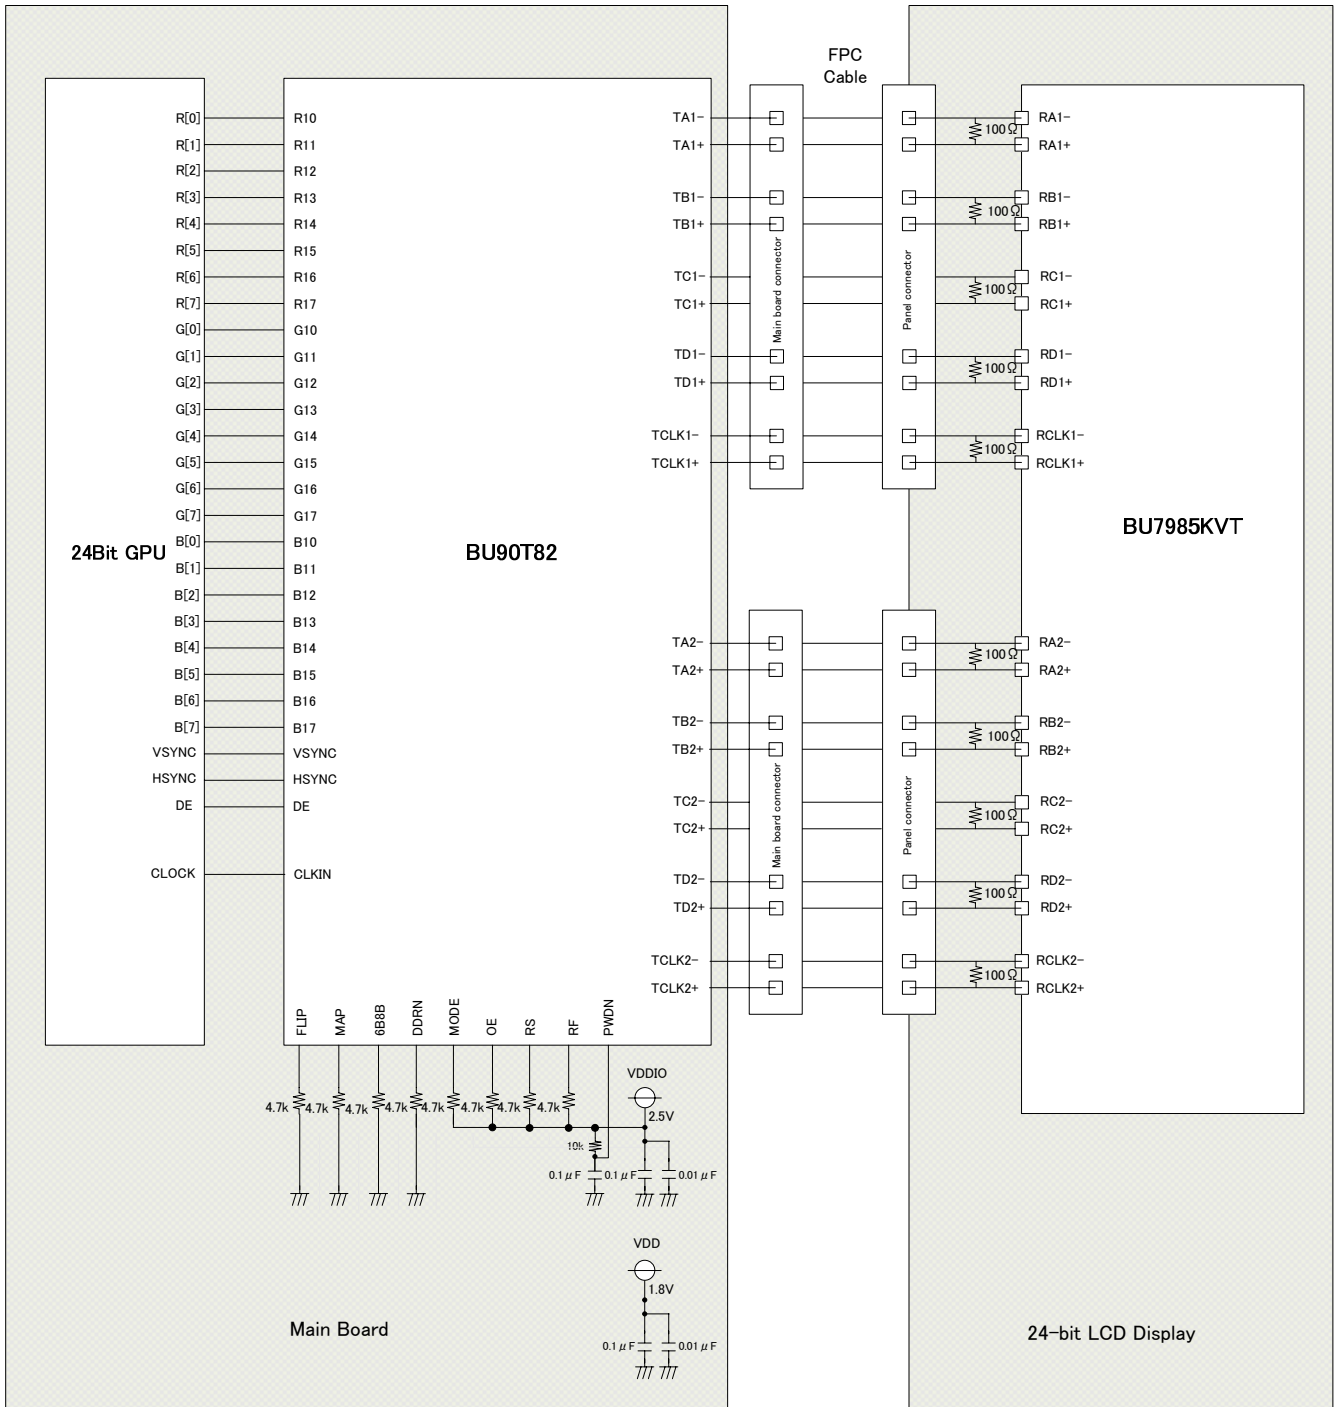 FPC
Cable
24Bit GPU
R[0]
R[1]
R[2]
R[3]
R[4]
R[5]
R[6]
R[7]
G[0]
G[1]
G[2]
G[3]
G[4]
G[5]
G[6]
G[7]
B[0]
B[1]
B[2]
B[3]
B[4]
B[5]
B[6]
B[7]
VSYNC
HSYNC
DE
CLOCK
R10
R11
R12
R13
R14
R15
R16
R17
G10
G11
G12
G13
G14
G15
G16
G17
B10
B11
B12
B13
B14
B15
B16
B17
VSYNC
HSYNC
DE
CLKIN
BU90T82
TA1-
TA1+
TB1-
TB1+
TC1-
TC1+
TD1-
TD1+
TCLK1-
TCLK1+
TA2-
TA2+
TB2-
TB2+
TC2-
TC2+
TD2-
TD2+
TCLK2-
TCLK2+
Main board connector
Panel connector
Main board connector
Panel connector
100Ω
100Ω
100Ω
100Ω
100Ω
100Ω
100Ω
100Ω
100Ω
100Ω
RA1-
RA1+
RB1-
RB1+
RC1-
RC1+
RD1-
RD1+
RCLK1-
RCLK1+
BU7985KVT
RA2-
RA2+
RB2-
RB2+
RC2-
RC2+
RD2-
RD2+
RCLK2-
RCLK2+
FLIP
MAP
6B8B
DDRN
MODE
OE
RS
RF
PWDN
4.7k
4.7k
4.7k
4.7k
4.7k
4.7k
4.7k
4.7k
VDDIO
2.5V
10k
0.1μF
0.1μF
0.01μF
VDD
1.8V
0.1μF
0.01μF
Main Board
24-bit LCD Display